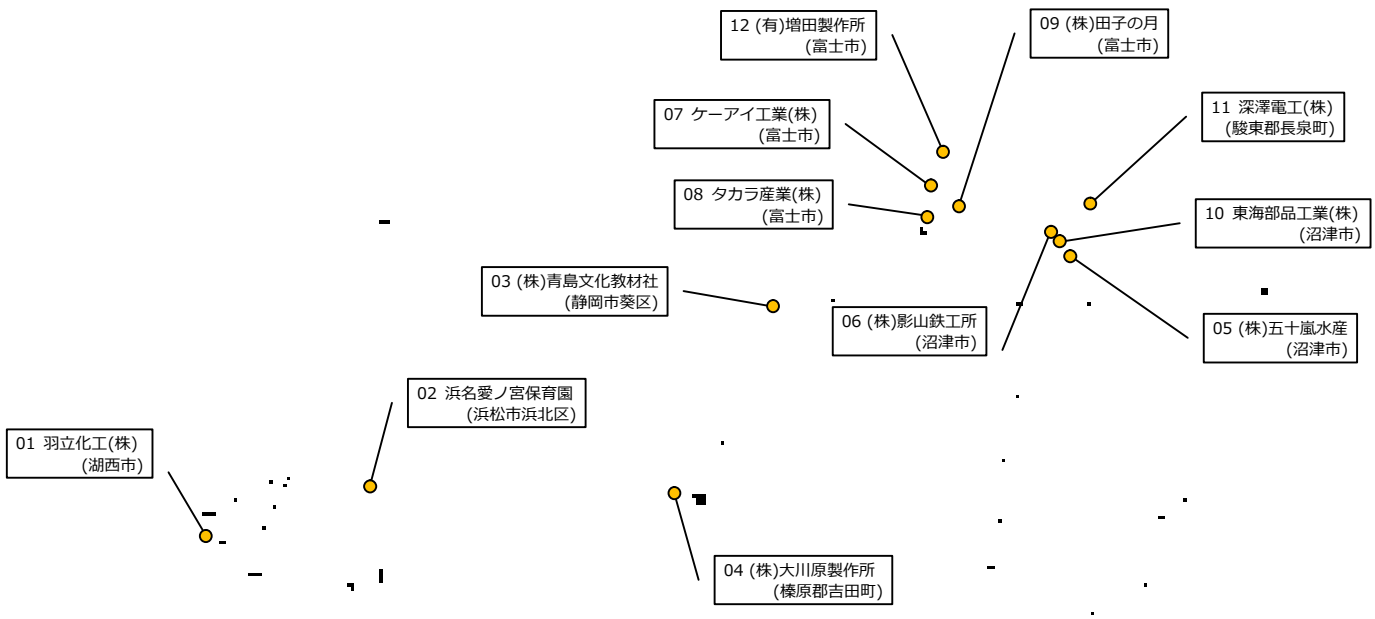 12 (有)増田製作所
(富士市)
09 (株)田子の月
(富士市)
07 ケーアイ工業(株)
(富士市)
11 深澤電工(株)
(駿東郡長泉町)
08 タカラ産業(株)
(富士市)
10 東海部品工業(株)
(沼津市)
03 (株)青島文化教材社
(静岡市葵区)
06 (株)影山鉄工所
(沼津市)
05 (株)五十嵐水産
(沼津市)
02 浜名愛ノ宮保育園
(浜松市浜北区)
01 羽立化工(株)
(湖西市)
04 (株)大川原製作所
(榛原郡吉田町)